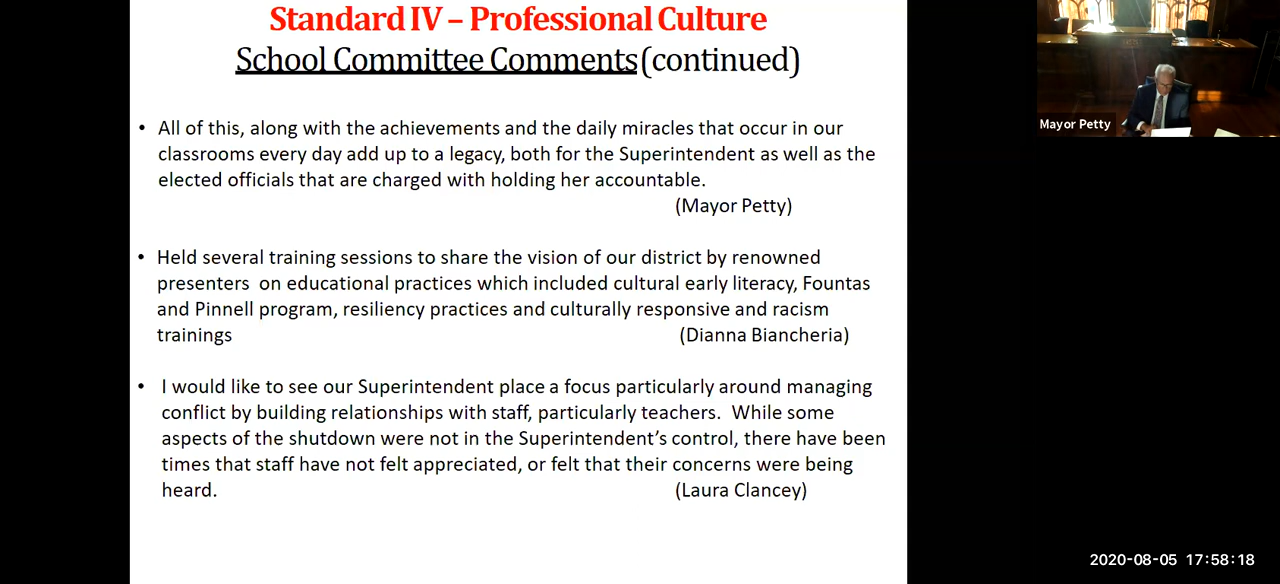 Standard IV – Professional Culture
School Committee Comments (continued)
• All of this, along with the achievements and the daily miracles that occur in our
classrooms every day add up to a legacy, both for the Superintendent as well as the
elected officials that are charged with holding her accountable.
(Mayor Petty)
• Held several training sessions to share the vision of our district by renowned
presenters on educational practices which included cultural early literacy, Fountas
and Pinnell program, resiliency practices and culturally responsive and racism
trainings (Dianna Biancheria)
• I would like to see our Superintendent place a focus particularly around managing
conflict by building relationships with staff, particularly teachers. While some
aspects of the shutdown were not in the Superintendent's control, there have been
times that staff have not felt appreciated, or felt that their concerns were being
heard. (Laura Clancey)
Mayor Petty
2020-08-05 17:58:18